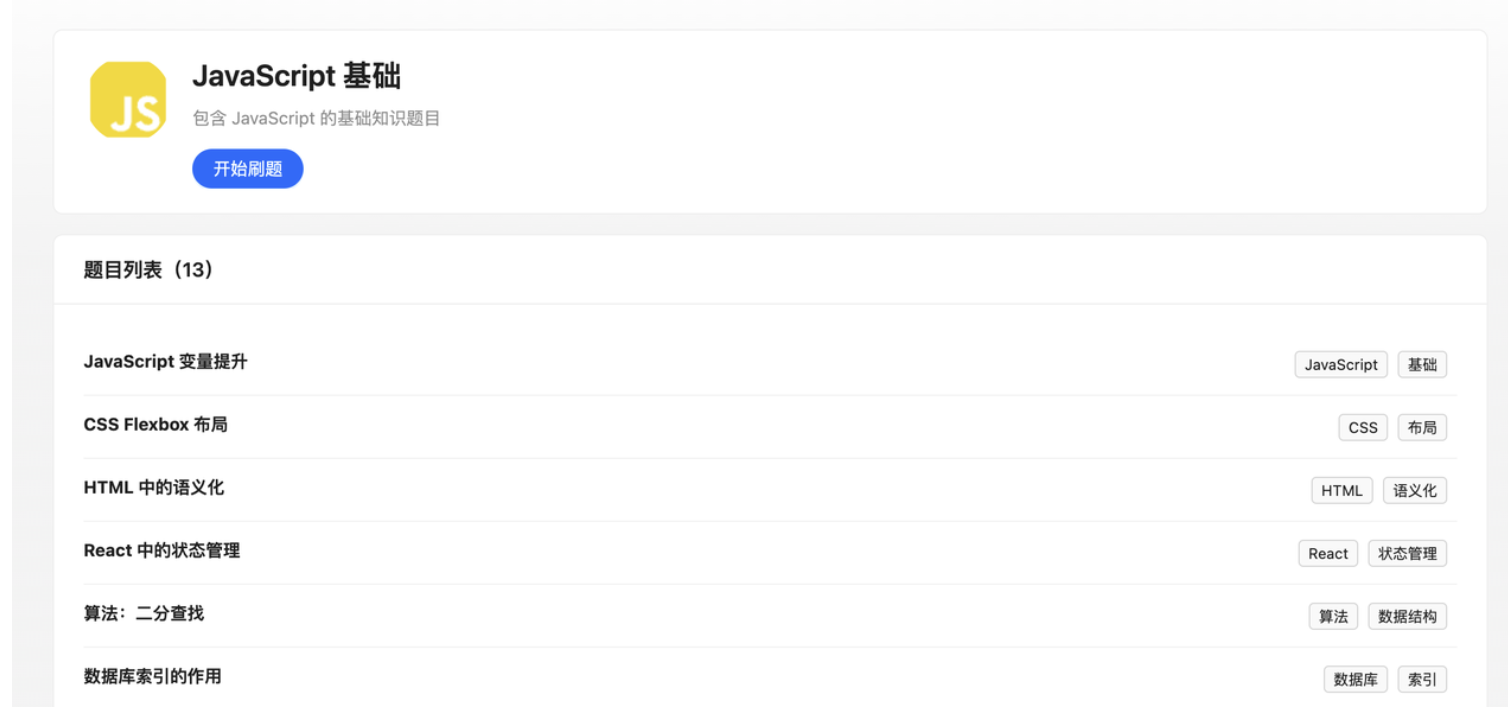 JS
JavaScript 基础
包含 JavaScript 的基础知识题目
开始刷题
题目列表（13）
JavaScript 变量提升 JavaScript 基础
CSS Flexbox 布局 CSS 布局
HTML 中的语义化 HTML 语义化
React 中的状态管理 React 状态管理
算法：二分查找 算法 数据结构
数据库索引的作用 数据库 索引